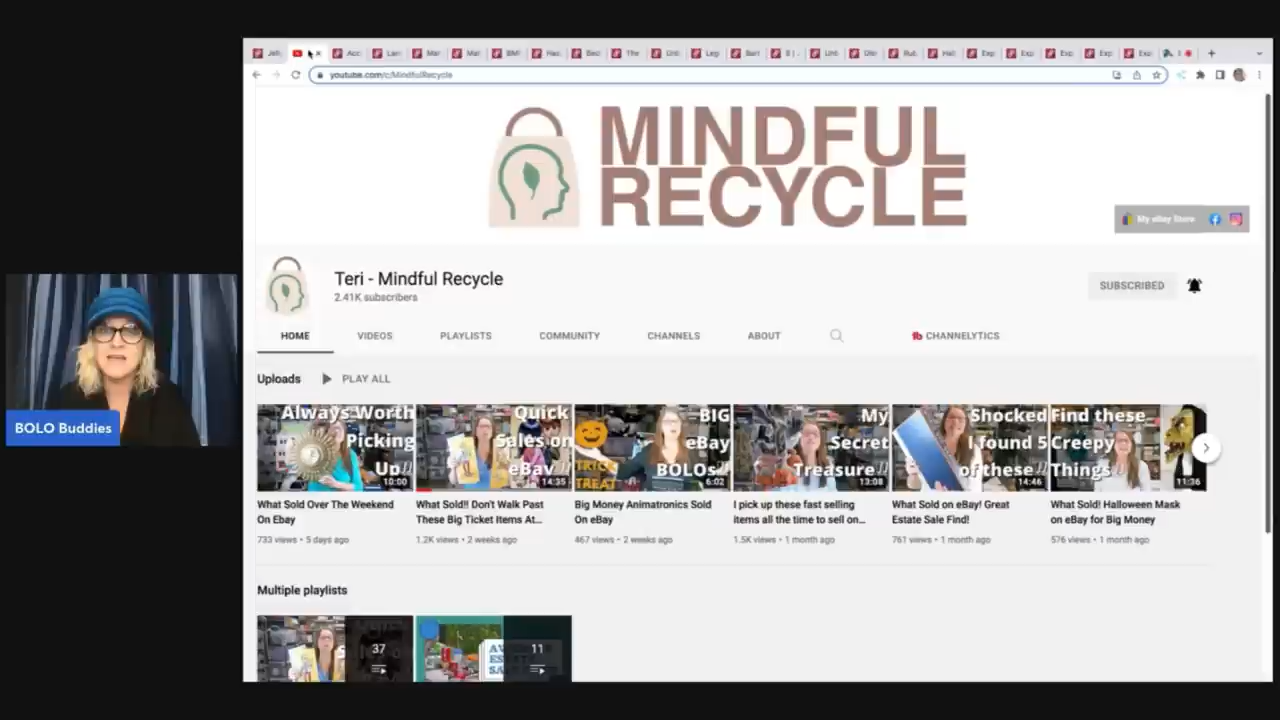 youtube.com/c/MindfulRecycle
MINDFUL
RECYCLE
My eBay Store
Teri - Mindful Recycle
2.41K subscribers
SUBSCRIBED
HOME VIDEOS PLAYLISTS COMMUNITY CHANNELS ABOUT CHANNELYTICS
Uploads PLAY ALL
Always Worth
Picking
Up!!
10:00
Quick
Sales on
eBay!!
14:35
BIG
eBay
BOLOs!!
TRICK
TREAT
6:02
My
Secret
Treasure!!
13:08
Shocked
I found 5
of these!!
14:46
Find these
Creepy
Things!!
11:36
What Sold Over The Weekend
On Ebay
733 views • 5 days ago
What Sold!! Don't Walk Past
These Big Ticket Items At...
1.2K views • 2 weeks ago
Big Money Animatronics Sold
On eBay
467 views • 2 weeks ago
I pick up these fast selling
items all the time to sell on...
1.5K views • 1 month ago
What Sold on eBay! Great
Estate Sale Find!
761 views • 1 month ago
What Sold! Halloween Mask
on eBay for Big Money
576 views • 1 month ago
Multiple playlists
37
11
BOLO Buddies